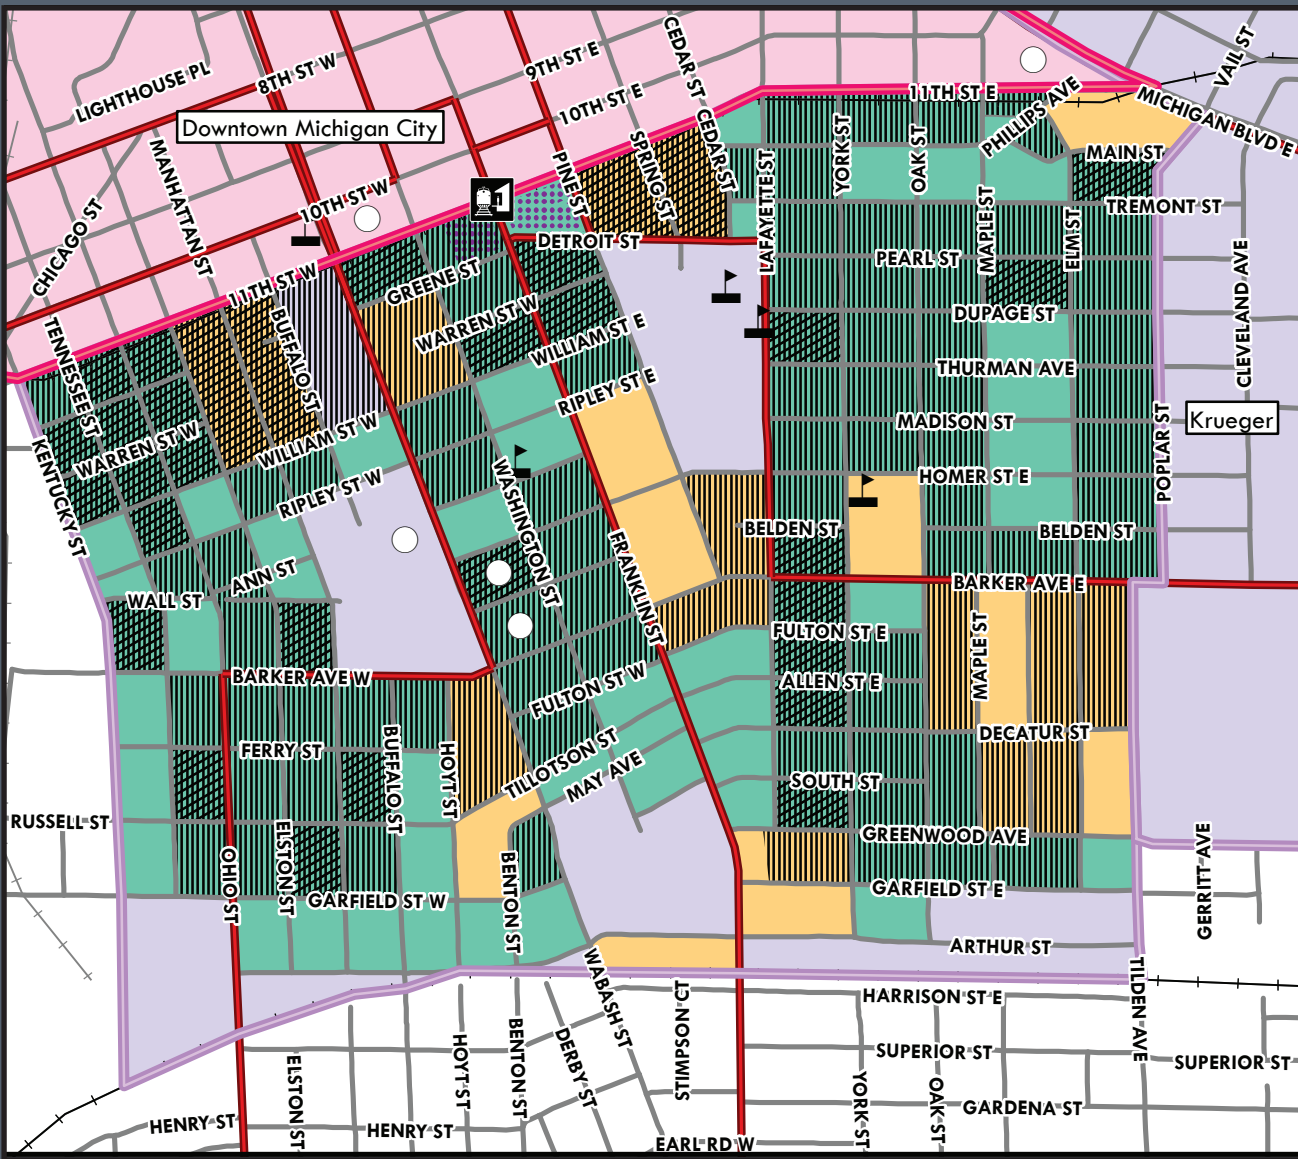 CEDAR ST
VAIL ST
9TH ST E
8TH ST W
LIGHTHOUSE PL
11TH ST E
10TH ST E
PHILLIPS AVE
MICHIGAN BLVD E
Downtown Michigan City
CEDAR ST
YORK ST
OAK ST
MAIN ST
SPRING ST
MANHATTAN ST
PINE ST
LAFAYETTE ST
10TH ST W
MAPLE ST
TREMONT ST
CHICAGO ST
ELM ST
DETROIT ST
PEARL ST
CLEVELAND AVE
11TH ST W
GREENE ST
DUPAGE ST
WARREN ST W
WILLIAM ST E
BUFFALO ST
TENNESSEE ST
THURMAN AVE
RIPLEY ST E
MADISON ST
Krueger
WILLIAM ST W
WARREN ST W
POPLAR ST
KENTUCKY ST
RIPLEY ST W
HOMER ST E
WASHINGTON ST
BELDEN ST
BELDEN ST
FRANKLIN ST
ANN ST
BARKER AVE E
WALL ST
FULTON ST E
MAPLE ST
BARKER AVE W
ALLEN ST E
FULTON ST W
DECATUR ST
FERRY ST
BUFFALO ST
HOYT ST
TILLOTSON ST
MAY AVE
SOUTH ST
RUSSELL ST
GREENWOOD AVE
ELSTON ST
OHIO ST
BENTON ST
GERRITT AVE
GARFIELD ST E
GARFIELD ST W
ARTHUR ST
WABASH ST
TILDEN AVE
HARRISON ST E
STIMPSON CT
SUPERIOR ST
SUPERIOR ST
HOYT ST
BENTON ST
DERBY ST
ELSTON ST
YORK ST
OAK ST
GARDENA ST
HENRY ST
HENRY ST
EARL RD W